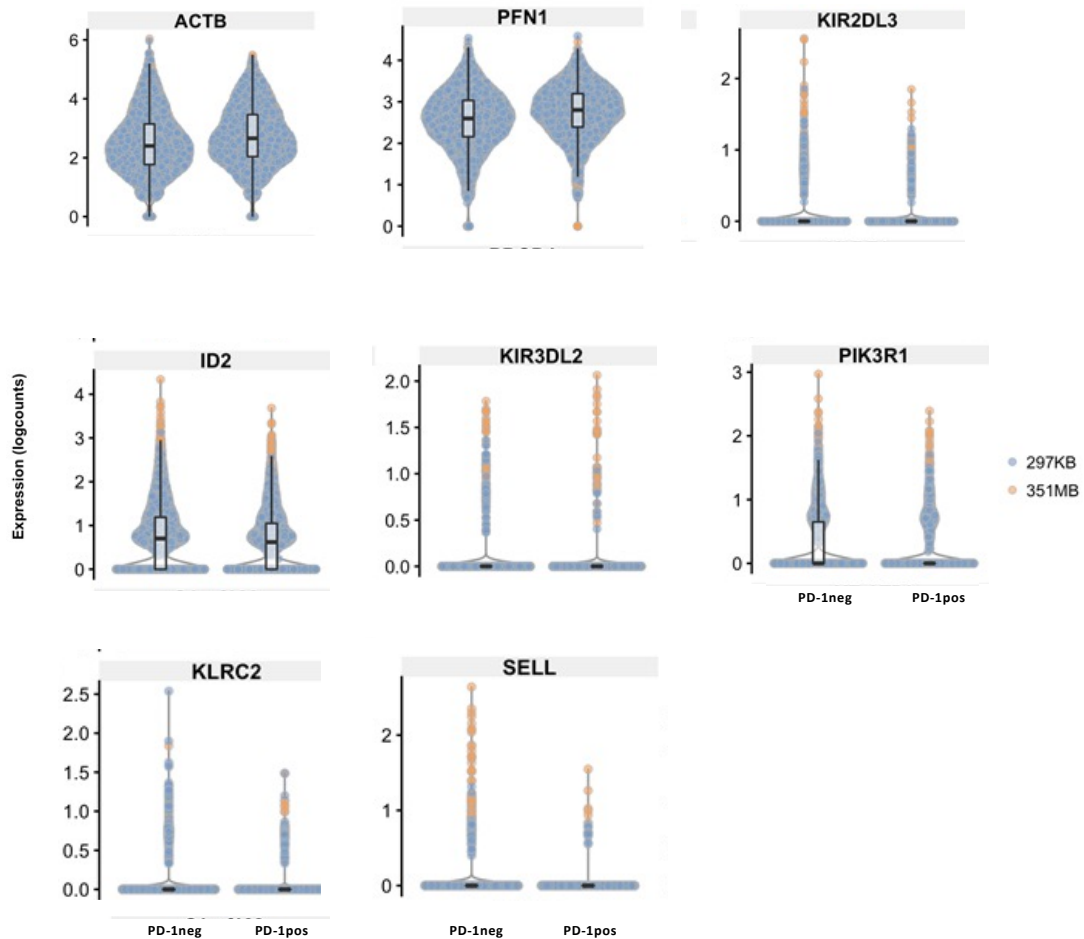 ACTB
6
4
2
0
PFN1
4
3
2
1
0
KIR2DL3
2
1
0
Expression (logcounts)
ID2
4
3
2
1
0
KIR3DL2
2.0
1.5
1.0
0.5
0.0
PIK3R1
3
2
1
0
PD-1neg PD-1pos
297KB
351MB
KLRC2
2.5
2.0
1.5
1.0
0.5
0.0
PD-1neg PD-1pos
SELL
2
1
0
PD-1neg PD-1pos